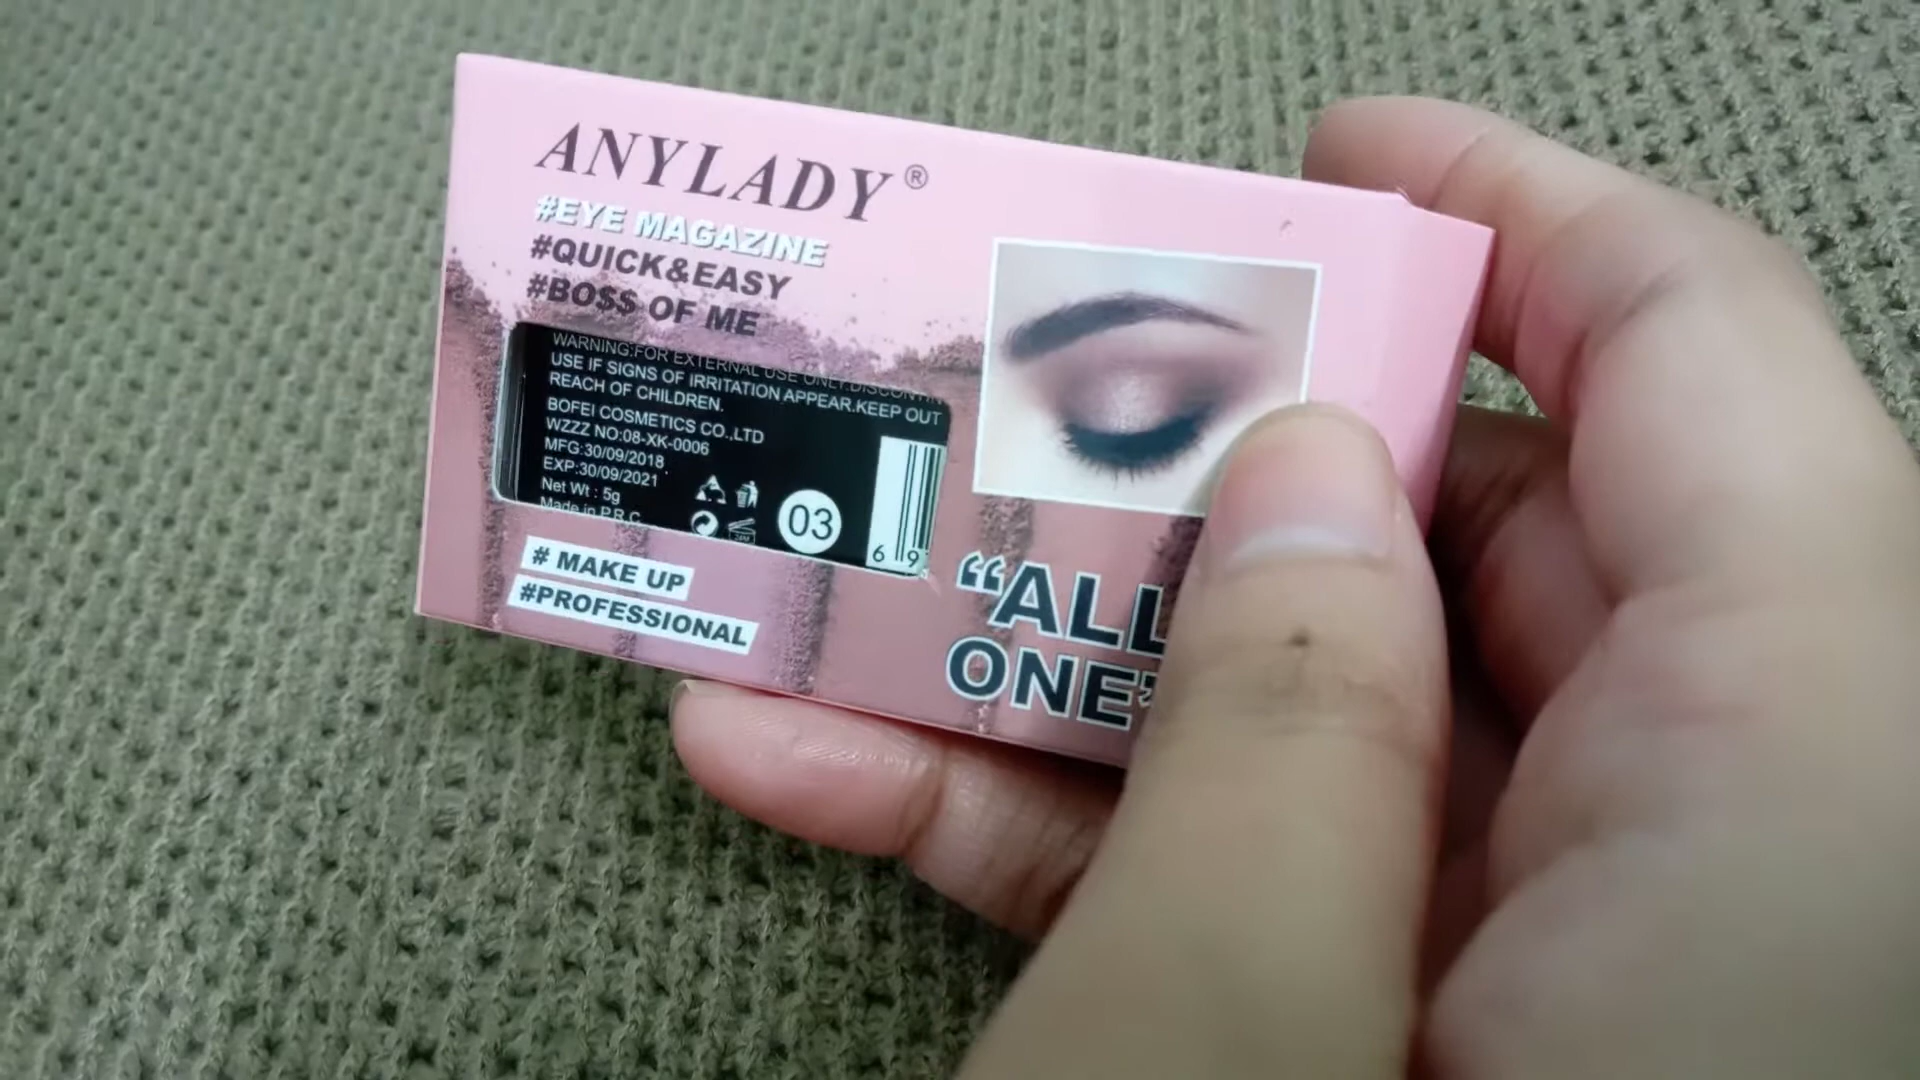 ANYLADY®
#EYE MAGAZINE
#QUICK&EASY
#BO$$ OF ME
WARNING:FOR EXTERNAL USE ONLY.DISCONTIN
USE IF SIGNS OF IRRITATION APPEAR.KEEP OUT
REACH OF CHILDREN.
BOFEI COSMETICS CO.,LTD
WZZZ NO:08-XK-0006
MFG:30/09/2018
EXP:30/09/2021
Net Wt : 5g
Made in P.R.C
03
6 9
# MAKE UP
#PROFESSIONAL
"ALL
ONE"